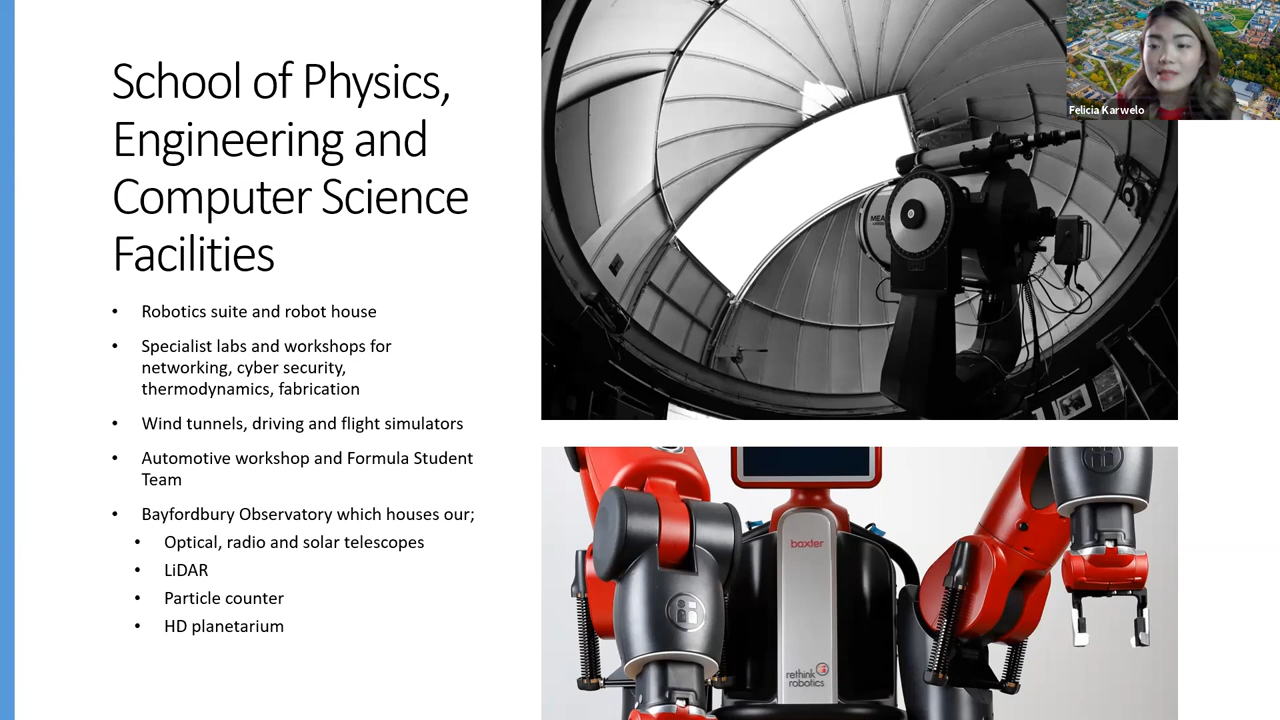 School of Physics,
Engineering and
Computer Science
Facilities
• Robotics suite and robot house
• Specialist labs and workshops for
networking, cyber security,
thermodynamics, fabrication
• Wind tunnels, driving and flight simulators
• Automotive workshop and Formula Student
Team
• Bayfordbury Observatory which houses our;
• Optical, radio and solar telescopes
• LiDAR
• Particle counter
• HD planetarium
Felicia Karwelo
baxter
rethink
robotics